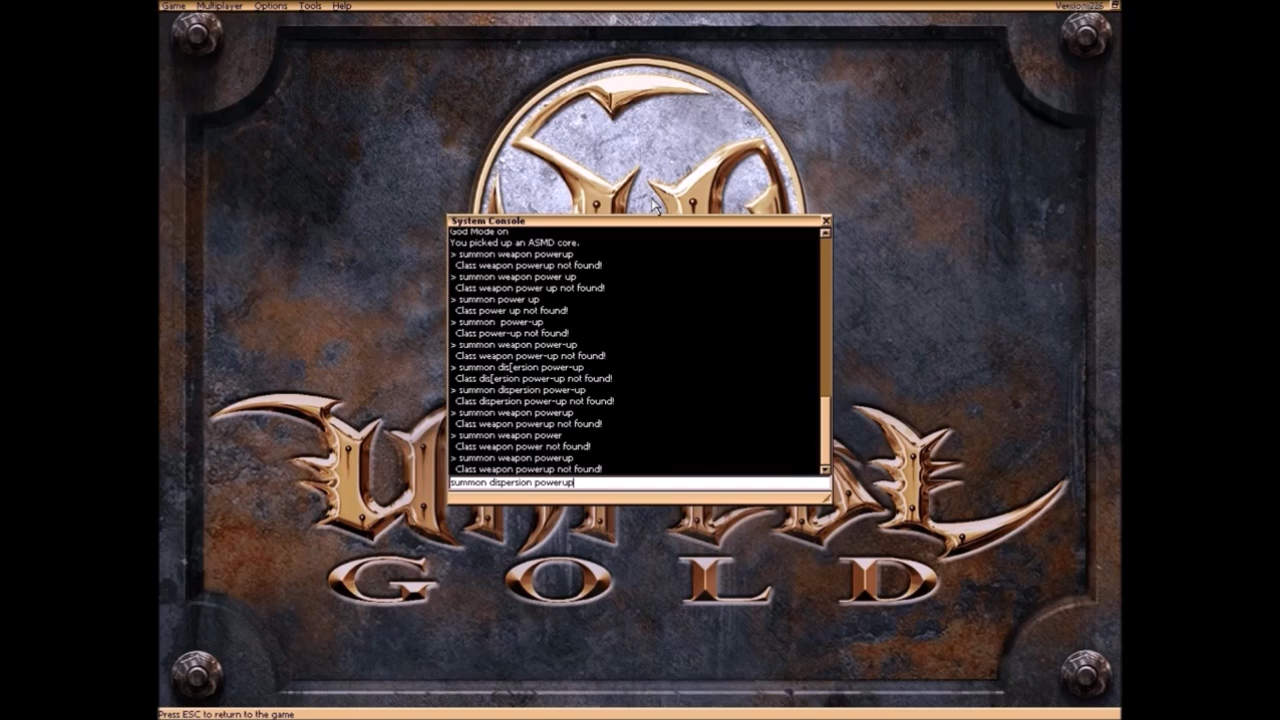 Game Multiplayer Options Tools Help Version 226
System Console
God Mode on
You picked up an ASMD core.
> summon weapon powerup
Class weapon powerup not found!
> summon weapon power up
Class weapon power up not found!
> summon power up
Class power up not found!
> summon  power-up
Class power-up not found!
> summon weapon power-up
Class weapon power-up not found!
> summon dis[ersion power-up
Class dis[ersion power-up not found!
> summon dispersion power-up
Class dispersion power-up not found!
> summon weapon powerup
Class weapon powerup not found!
> summon weapon power
Class weapon power not found!
> summon weapon powerup
Class weapon powerup not found!
summon dispersion powerup
UNREAL
GOLD
Press ESC to return to the game